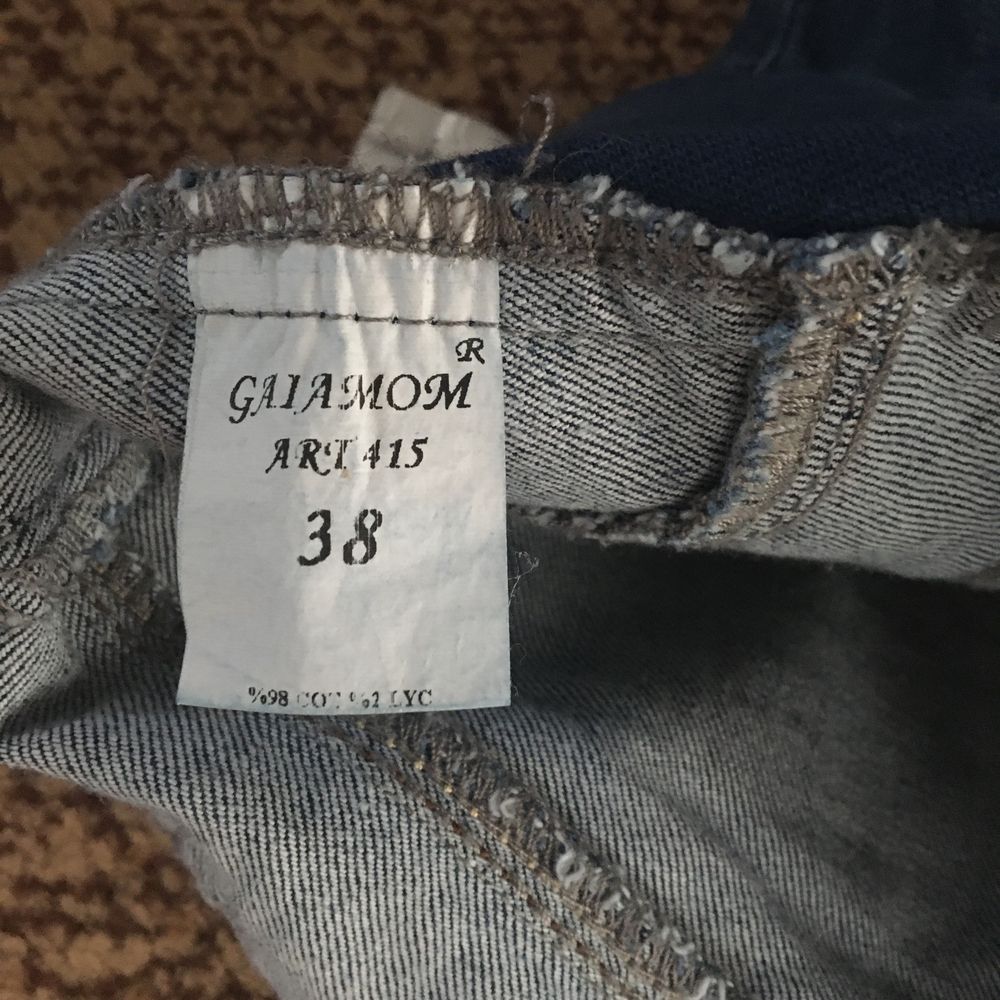 R
GAIAMOM
ART 415
38
%98 COT %2 LYC